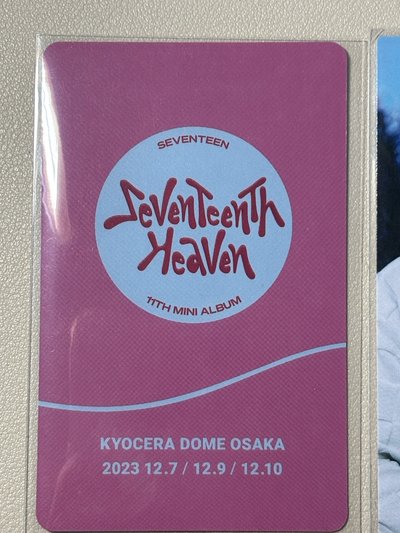 SEVENTEEN
Seventeenth
Heaven
11TH MINI ALBUM
KYOCERA DOME OSAKA
2023 12.7 / 12.9 / 12.10